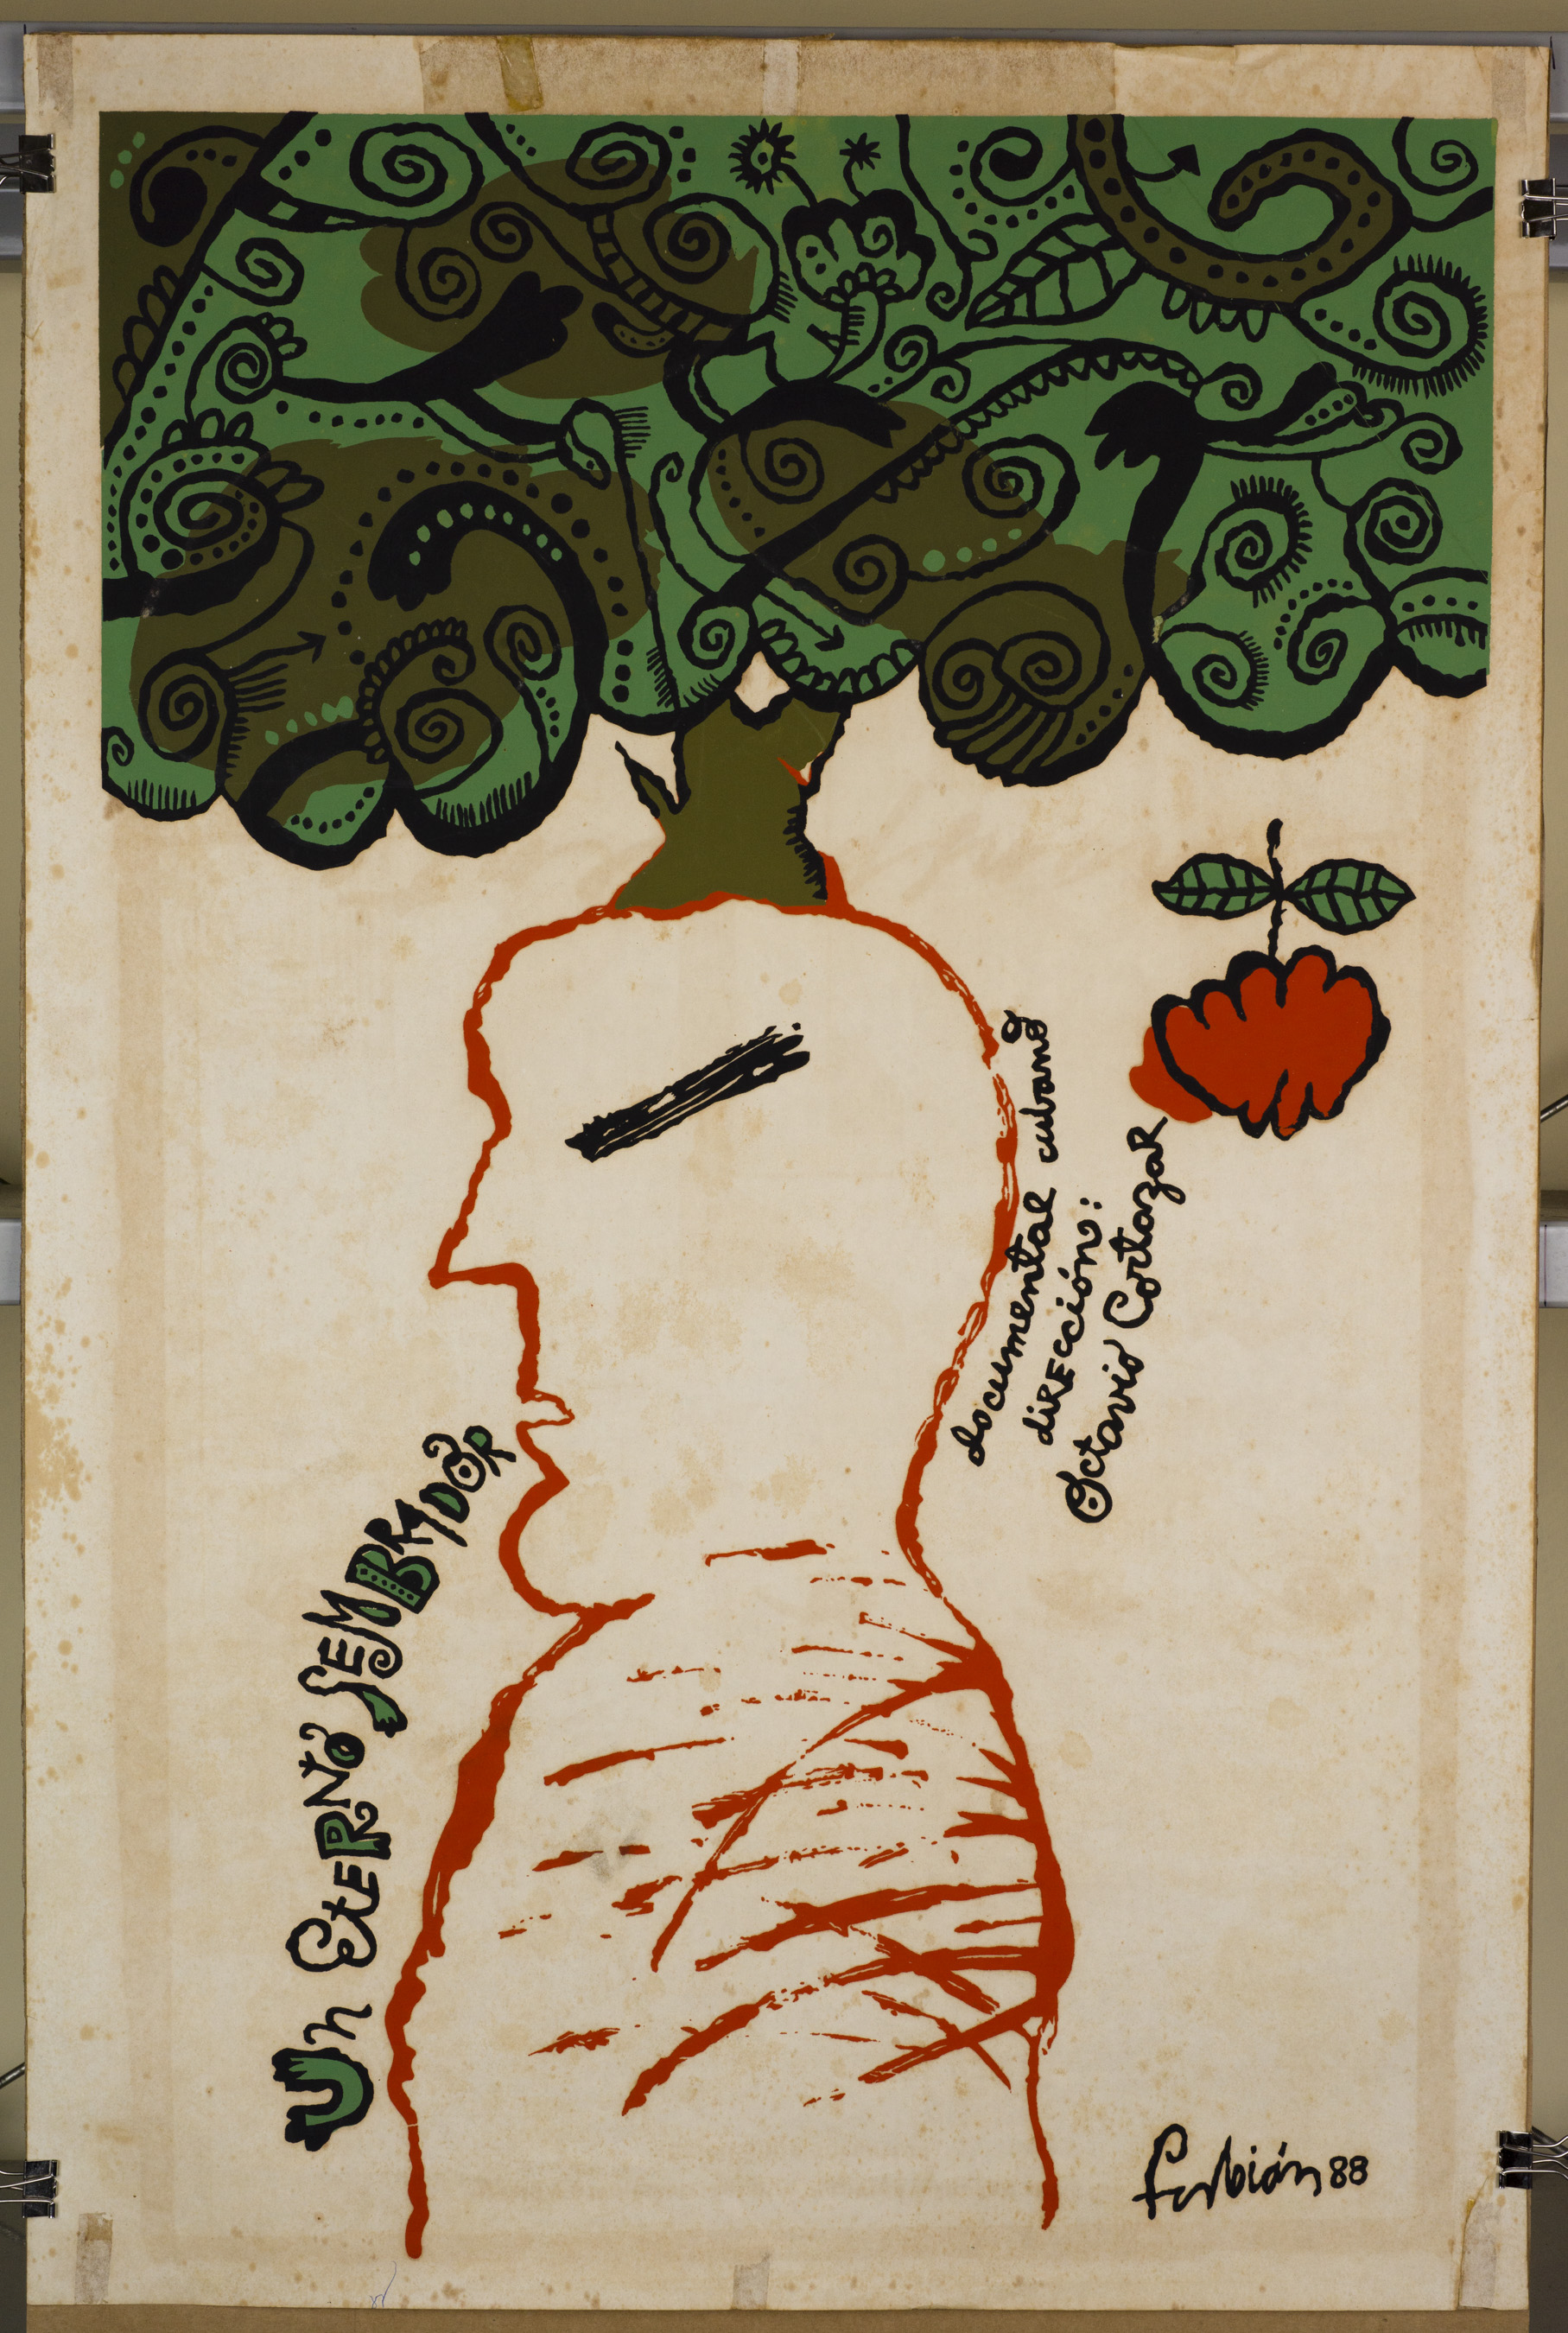 Un EtERNO SEMBRADOR
documental cubano
diRECción:
Octavio CortazaR
fabián 88